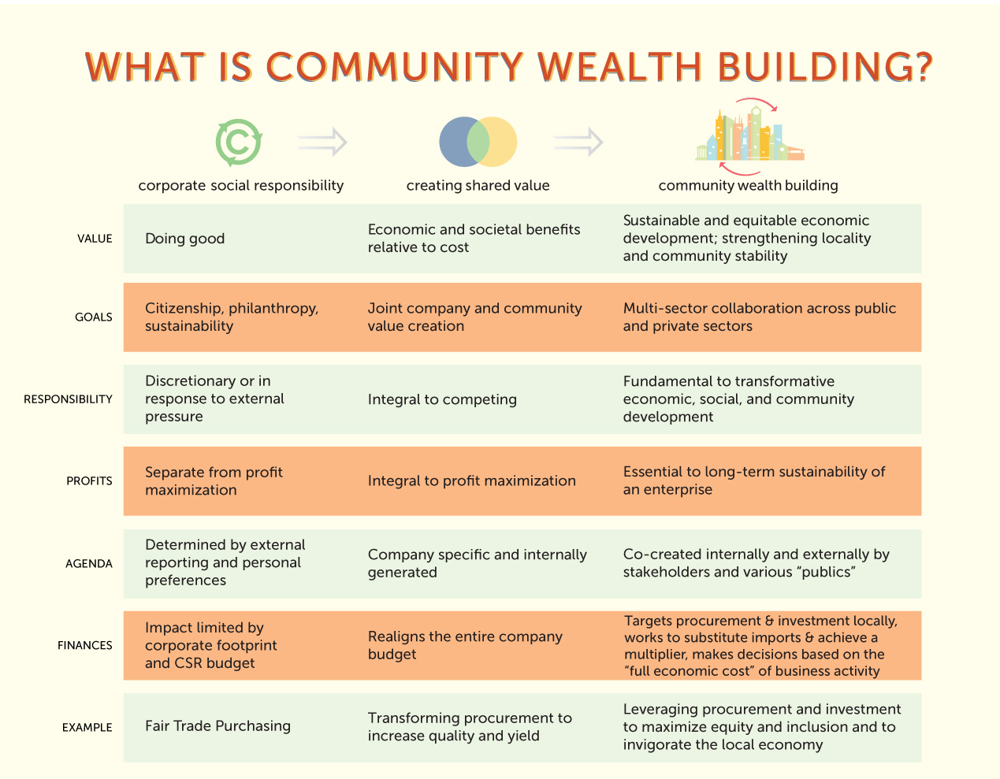 WHAT IS COMMUNITY WEALTH BUILDING?
C
corporate social responsibility
creating shared value
community wealth building
VALUE
Doing good
Economic and societal benefits
relative to cost
Sustainable and equitable economic
development; strengthening locality
and community stability
GOALS
Citizenship, philanthropy,
sustainability
Joint company and community
value creation
Multi-sector collaboration across public
and private sectors
RESPONSIBILITY
Discretionary or in
response to external
pressure
Integral to competing
Fundamental to transformative
economic, social, and community
development
PROFITS
Separate from profit
maximization
Integral to profit maximization
Essential to long-term sustainability of
an enterprise
AGENDA
Determined by external
reporting and personal
preferences
Company specific and internally
generated
Co-created internally and externally by
stakeholders and various “publics”
FINANCES
Impact limited by
corporate footprint
and CSR budget
Realigns the entire company
budget
Targets procurement & investment locally,
works to substitute imports & achieve a
multiplier, makes decisions based on the
“full economic cost” of business activity
EXAMPLE
Fair Trade Purchasing
Transforming procurement to
increase quality and yield
Leveraging procurement and investment
to maximize equity and inclusion and to
invigorate the local economy